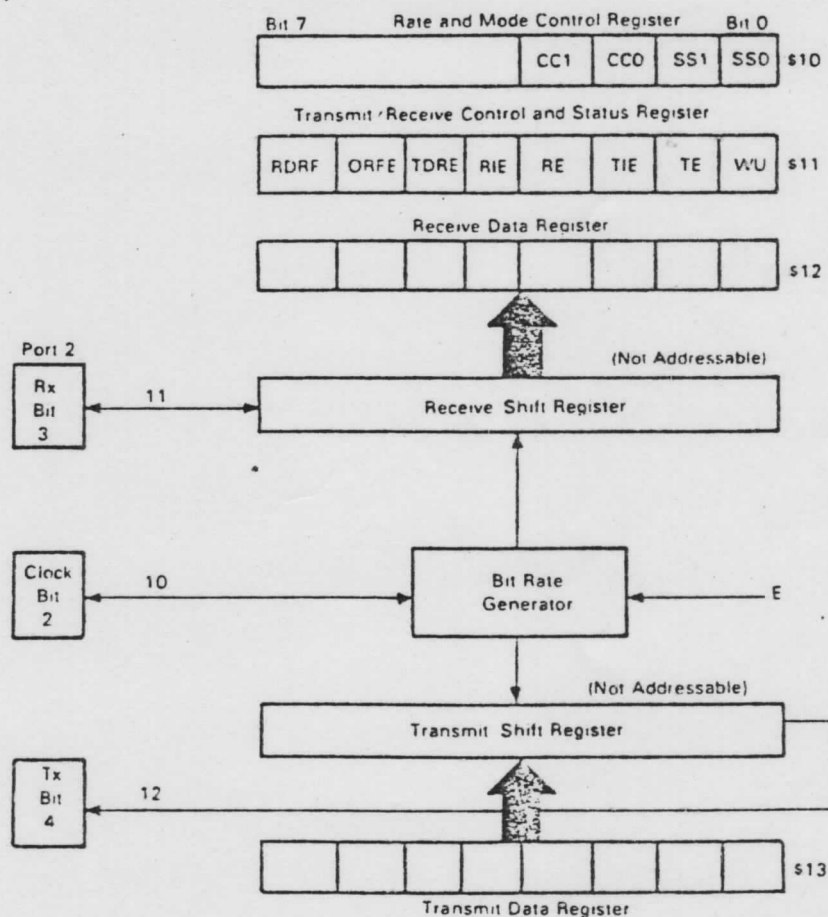 Bit 7 Rate and Mode Control Register Bit 0
CC1 CC0 SS1 SS0 $10
Transmit/Receive Control and Status Register
RDRF ORFE TDRE RIE RE TIE TE WU $11
Receive Data Register
$12
Port 2
(Not Addressable)
Rx
Bit
3
11
Receive Shift Register
Clock
Bit
2
10
Bit Rate
Generator
E
(Not Addressable)
Transmit Shift Register
Tx
Bit
4
12
$13
Transmit Data Register